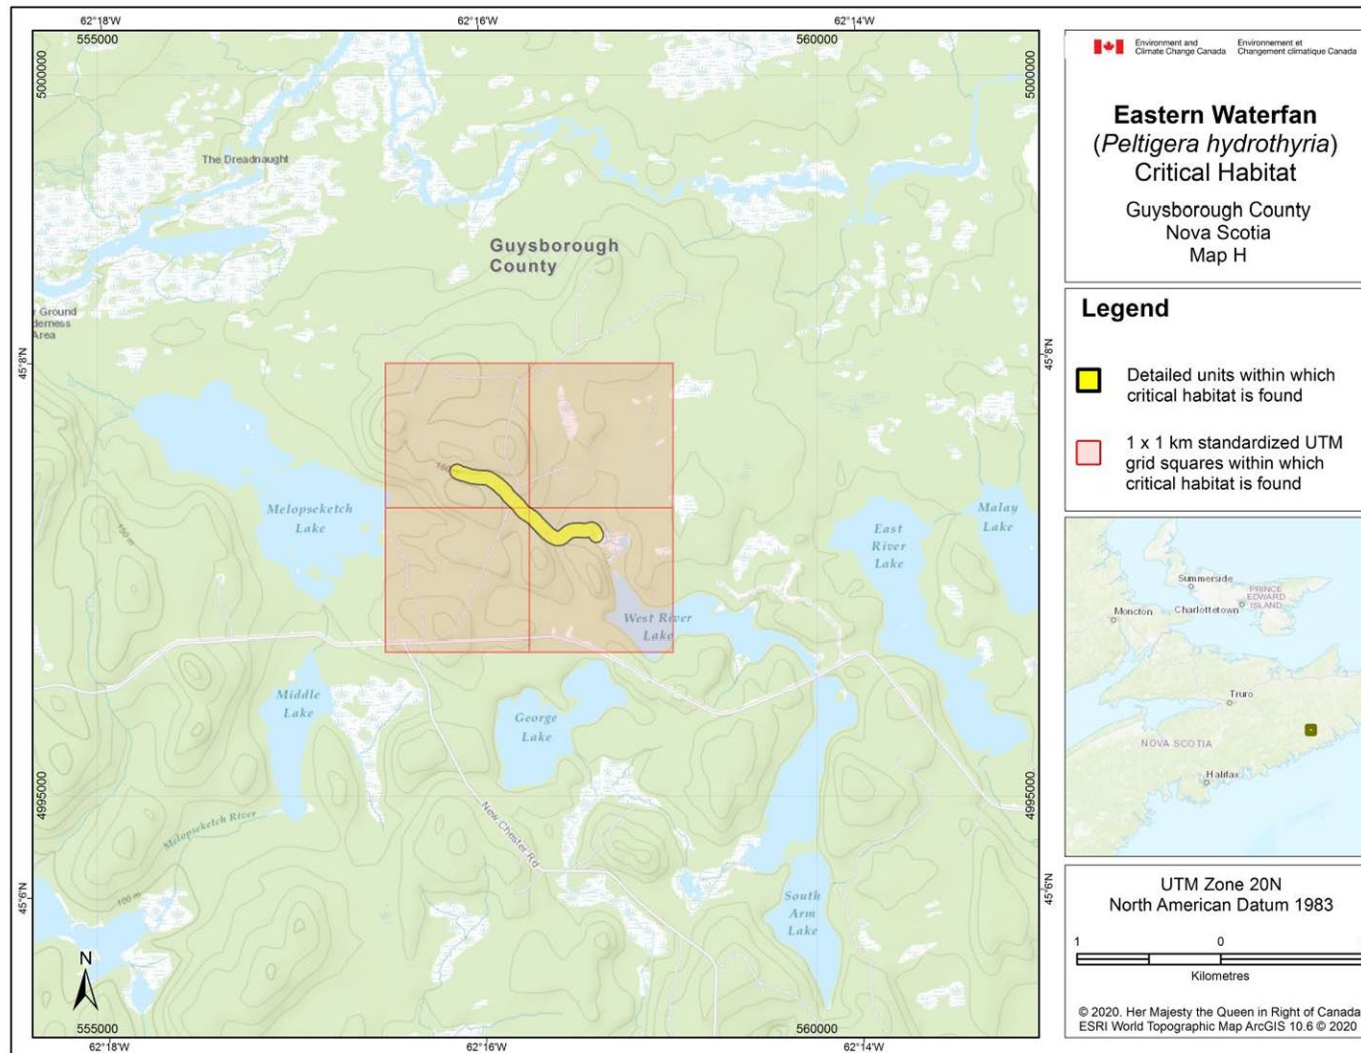 62°18'W
62°16'W
62°14'W
555000
560000
5000000
5000000
The Dreadnaught
Guysborough
County
Ground
derness
Area
45°8'N
45°8'N
150 m
Melopseketch
Lake
150 m
East
River
Lake
Malay
Lake
West River
Lake
Middle
Lake
George
Lake
4995000
4995000
New Chester Rd
Melopseketch River
100 m
45°6'N
45°6'N
South
Arm
Lake
N
555000
560000
62°18'W
62°16'W
62°14'W
Environment and
Climate Change Canada
Environnement et
Changement climatique Canada
Eastern Waterfan
(Peltigera hydrothyria)
Critical Habitat
Guysborough County
Nova Scotia
Map H
Legend
Detailed units within which
critical habitat is found
1 x 1 km standardized UTM
grid squares within which
critical habitat is found
Summerside
PRINCE
EDWARD
ISLAND
Moncton
Charlottetown
Truro
NOVA SCOTIA
Halifax
UTM Zone 20N
North American Datum 1983
1
0
Kilometres
© 2020. Her Majesty the Queen in Right of Canada
ESRI World Topographic Map ArcGIS 10.6 © 2020